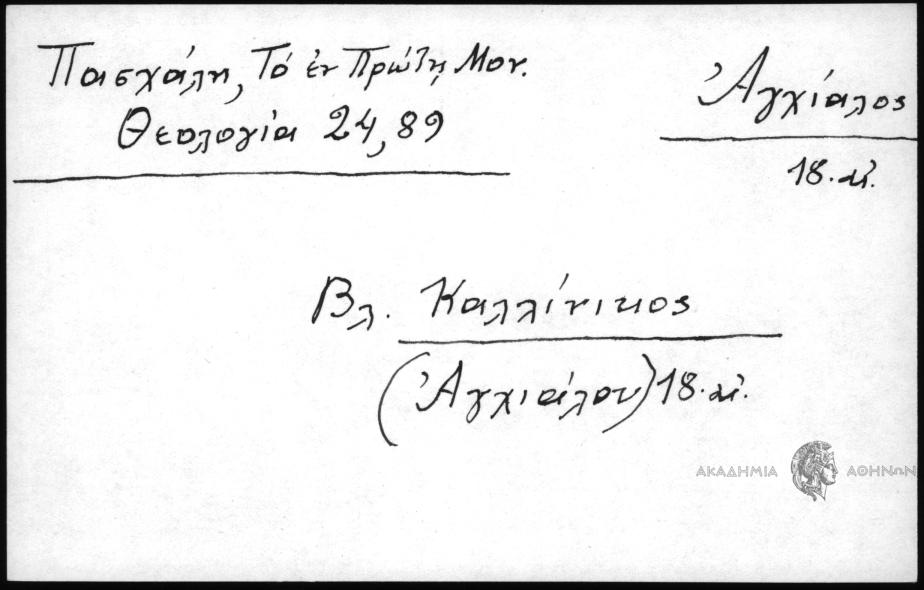 Πασχάλη, Τό ἐν Πρώτῃ Μον.
Θεολογία 24, 89
Ἀγχίαλος
18. αἰ.
Βλ. Καλλίνικος
(Ἀγχιάλου) 18. αἰ.
ΑΚΑΔΗΜΙΑ ΑΘΗΝΩΝ